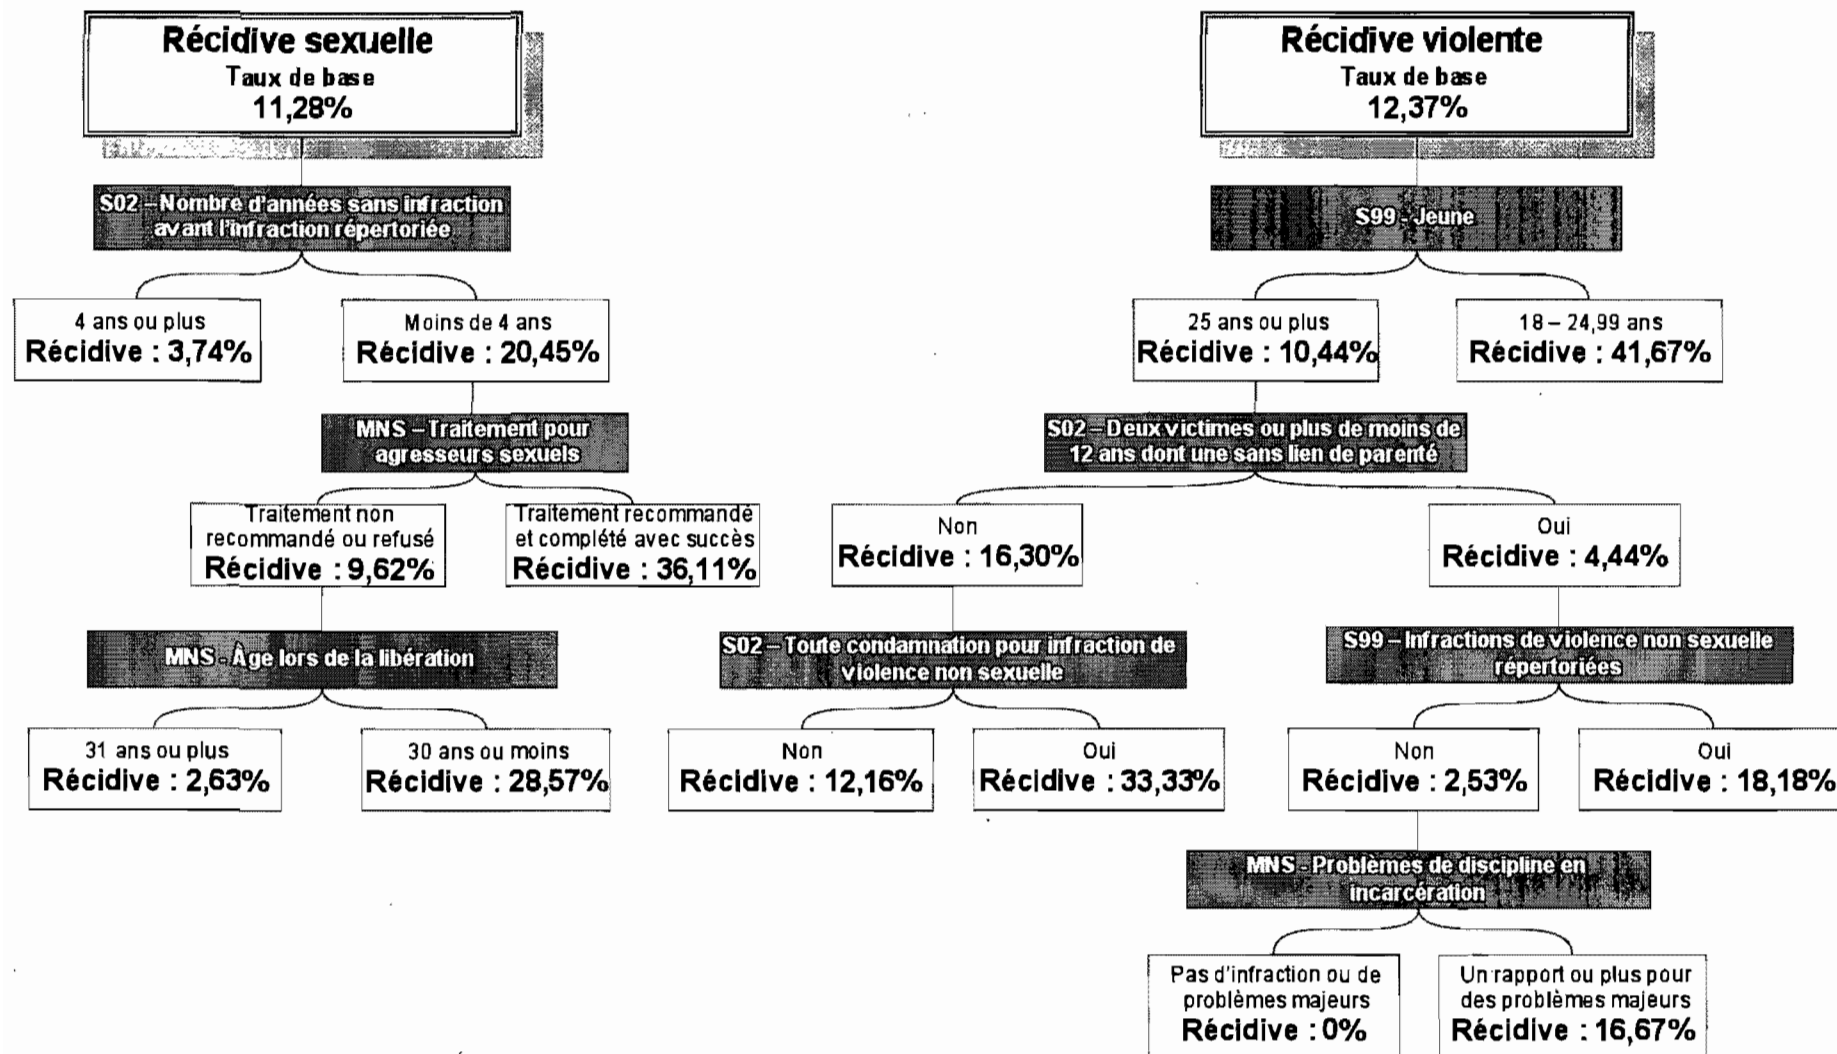 Récidive sexuelle
Taux de base
11,28%
S02 – Nombre d'années sans infraction
avant l'infraction répertoriée
4 ans ou plus
Récidive : 3,74%
Moins de 4 ans
Récidive : 20,45%
MNS – Traitement pour
agresseurs sexuels
Traitement non
recommandé ou refusé
Récidive : 9,62%
Traitement recommandé
et complété avec succès
Récidive : 36,11%
MNS - Âge lors de la libération
31 ans ou plus
Récidive : 2,63%
30 ans ou moins
Récidive : 28,57%
Récidive violente
Taux de base
12,37%
S99 - Jeune
25 ans ou plus
Récidive : 10,44%
18 – 24,99 ans
Récidive : 41,67%
S02 – Deux victimes ou plus de moins de
12 ans dont une sans lien de parenté
Non
Récidive : 16,30%
Oui
Récidive : 4,44%
S02 – Toute condamnation pour infraction de
violence non sexuelle
Non
Récidive : 12,16%
Oui
Récidive : 33,33%
S99 – Infractions de violence non sexuelle
répertoriées
Non
Récidive : 2,53%
Oui
Récidive : 18,18%
MNS - Problèmes de discipline en
incarcération
Pas d'infraction ou de
problèmes majeurs
Récidive : 0%
Un rapport ou plus pour
des problèmes majeurs
Récidive : 16,67%